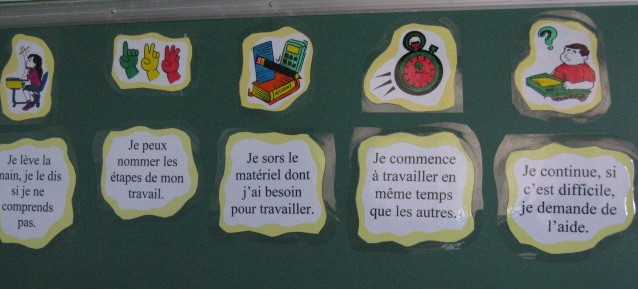 Je lève la
main, je le dis
si je ne
comprends
pas.
Je peux
nommer les
étapes de mon
travail.
Je sors le
matériel dont
j'ai besoin
pour travailler.
Je commence
à travailler en
même temps
que les autres.
Je continue, si
c'est difficile,
je demande de
l'aide.